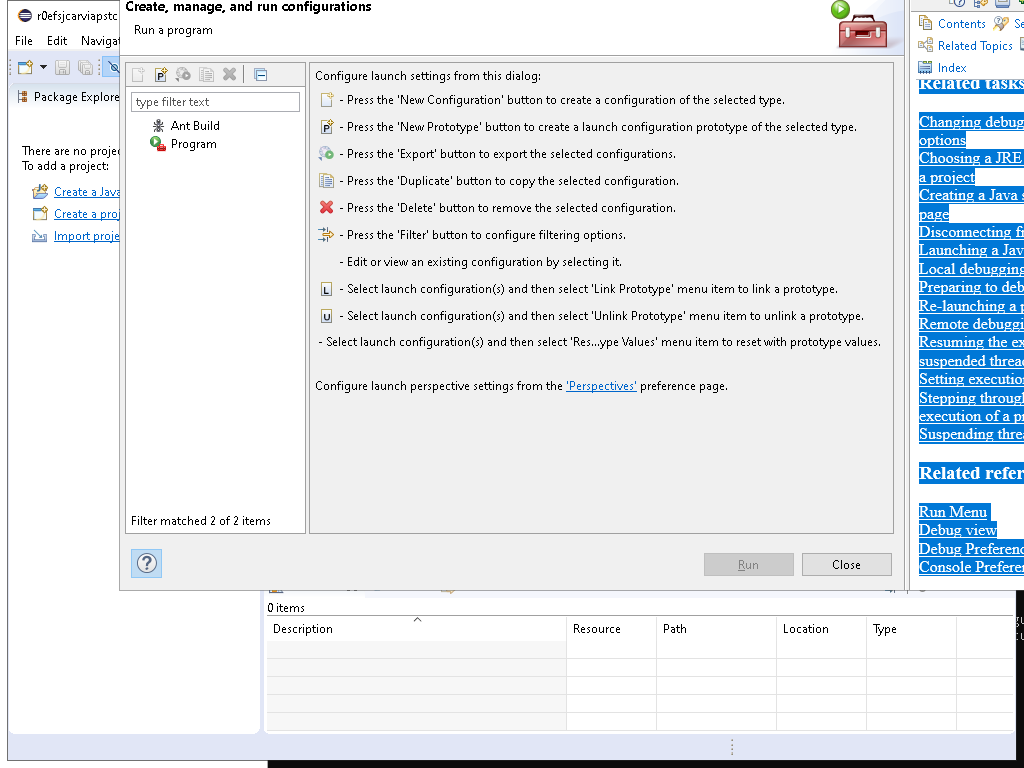 r0efsjcarviapstc
Create, manage, and run configurations
Run a program
File Edit Navigat
Package Explore
There are no proje
To add a project:
Create a Java
Create a proj
Import proje
type filter text
Ant Build
Program
Filter matched 2 of 2 items
Configure launch settings from this dialog:
- Press the 'New Configuration' button to create a configuration of the selected type.
- Press the 'New Prototype' button to create a launch configuration prototype of the selected type.
- Press the 'Export' button to export the selected configurations.
- Press the 'Duplicate' button to copy the selected configuration.
- Press the 'Delete' button to remove the selected configuration.
- Press the 'Filter' button to configure filtering options.
- Edit or view an existing configuration by selecting it.
- Select launch configuration(s) and then select 'Link Prototype' menu item to link a prototype.
- Select launch configuration(s) and then select 'Unlink Prototype' menu item to unlink a prototype.
- Select launch configuration(s) and then select 'Res...ype Values' menu item to reset with prototype values.
Configure launch perspective settings from the 'Perspectives' preference page.
Run Close
Contents Se
Related Topics
Index
Related tasks
Changing debug
options
Choosing a JRE
a project
Creating a Java s
page
Disconnecting fr
Launching a Jav
Local debugging
Preparing to deb
Re-launching a p
Remote debuggi
Resuming the ex
suspended threa
Setting execution
Stepping through
execution of a pr
Suspending threa
Related refer
Run Menu
Debug view
Debug Preferenc
Console Preferen
0 items
Description Resource Path Location Type